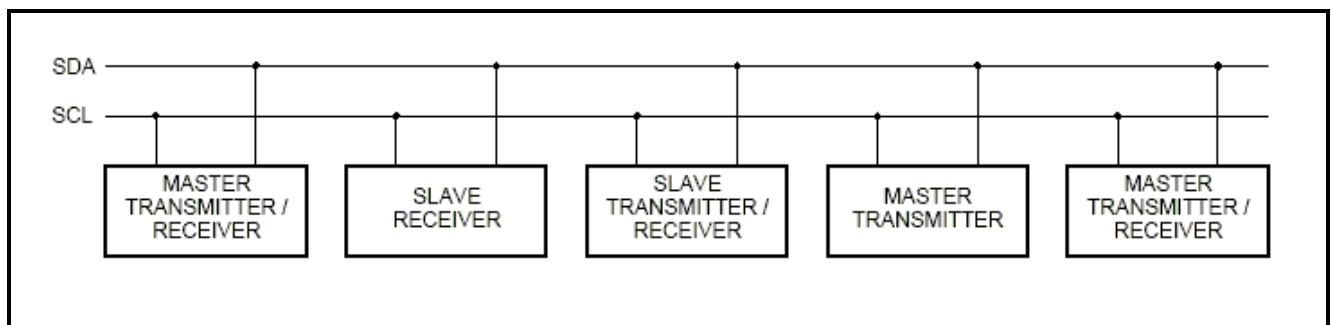 SDA
SCL
MASTER
TRANSMITTER /
RECEIVER
SLAVE
RECEIVER
SLAVE
TRANSMITTER /
RECEIVER
MASTER
TRANSMITTER
MASTER
TRANSMITTER /
RECEIVER